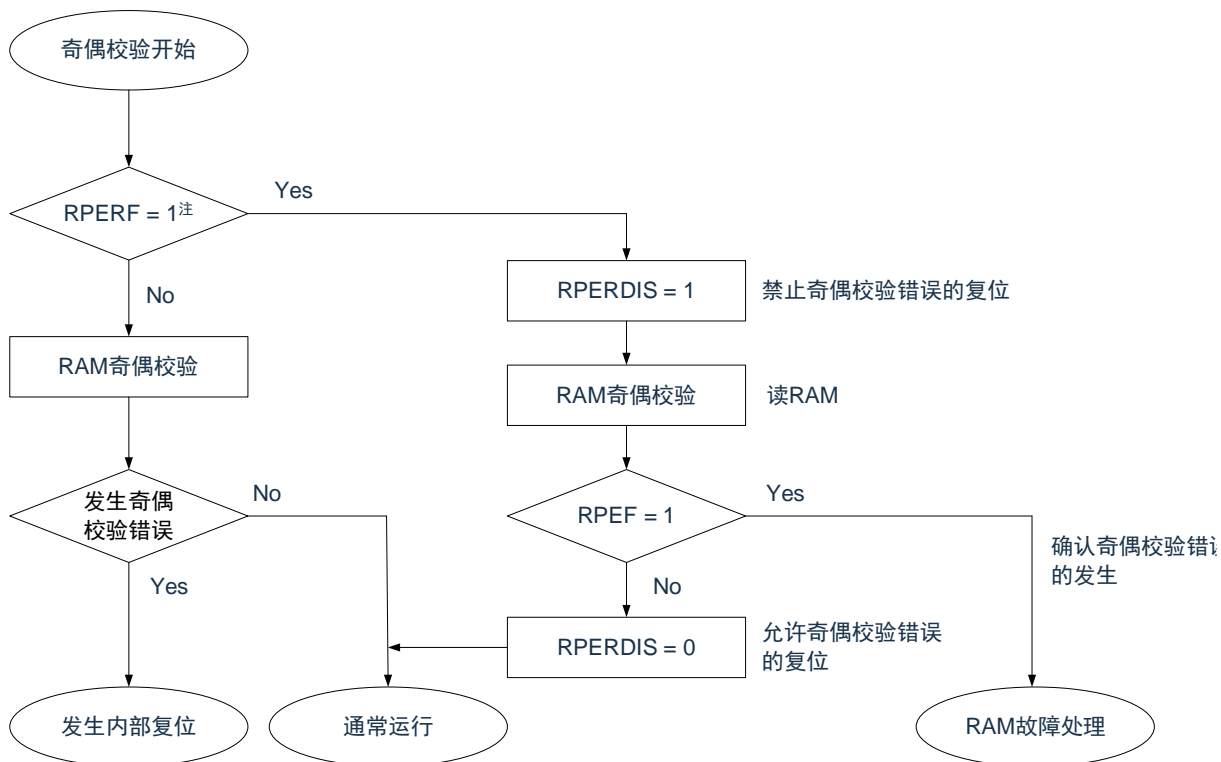 奇偶校验开始
RPERF = 1注
Yes
No
RPERDIS = 1
禁止奇偶校验错误的复位
RAM奇偶校验
RAM奇偶校验
读RAM
发生奇偶
校验错误
No
Yes
RPEF = 1
Yes
No
确认奇偶校验错误
的发生
RPERDIS = 0
允许奇偶校验错误
的复位
发生内部复位
通常运行
RAM故障处理